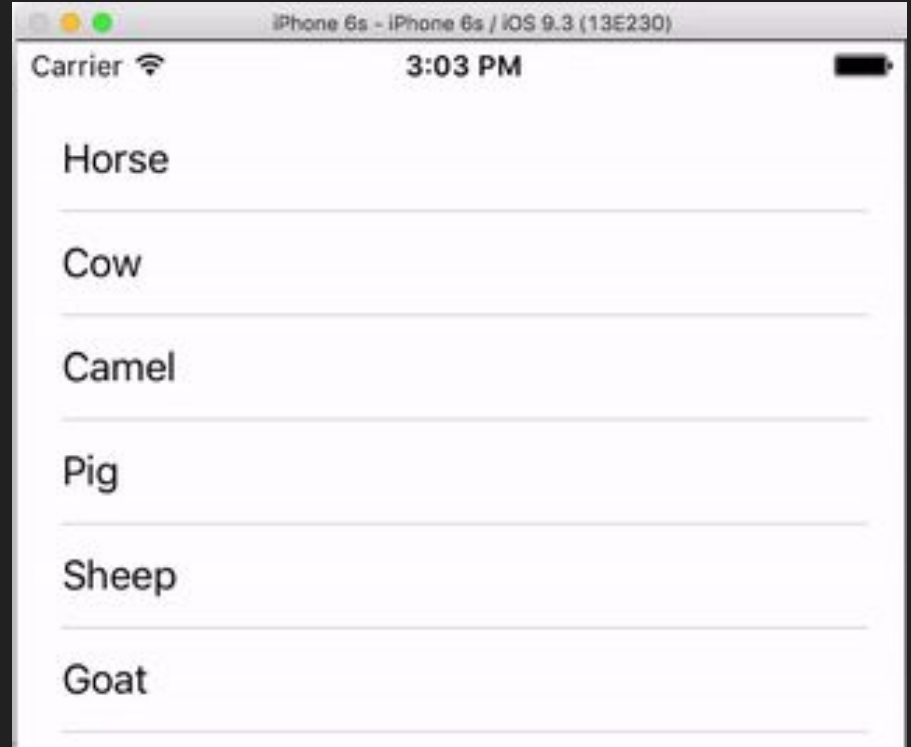 iPhone 6s - iPhone 6s / iOS 9.3 (13E230)
Carrier 3:03 PM
Horse
Cow
Camel
Pig
Sheep
Goat